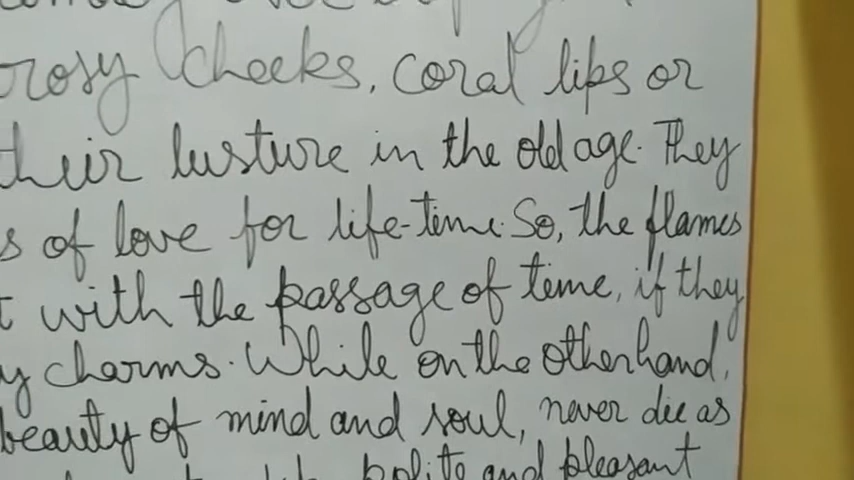 rosy cheeks, coral lips or
their lusture in the old age. They
s of love for life-time. So, the flames
t with the passage of time, if they
y charms. While on the other hand,
beauty of mind and soul, never die as
polite and pleasant